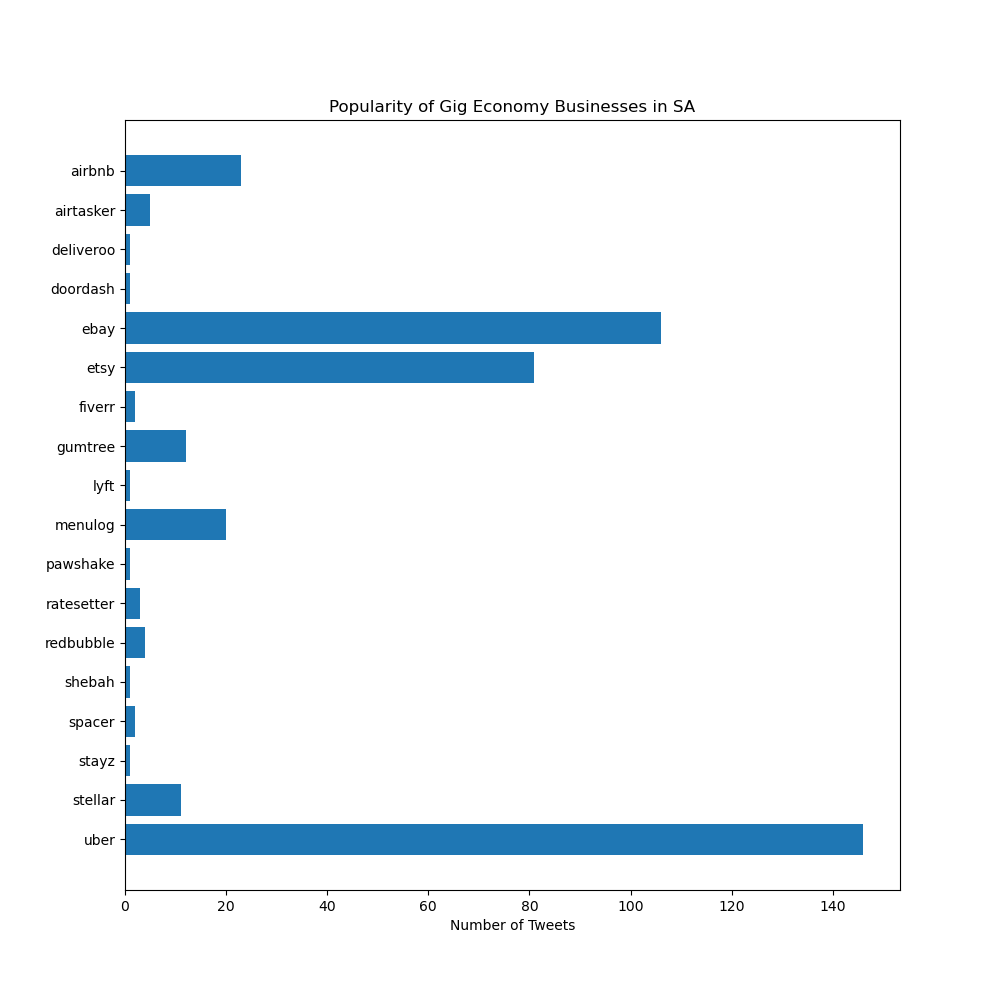 Popularity of Gig Economy Businesses in SA
airbnb
airtasker
deliveroo
doordash
ebay
etsy
fiverr
gumtree
lyft
menulog
pawshake
ratesetter
redbubble
shebah
spacer
stayz
stellar
uber
0 20 40 60 80 100 120 140
Number of Tweets